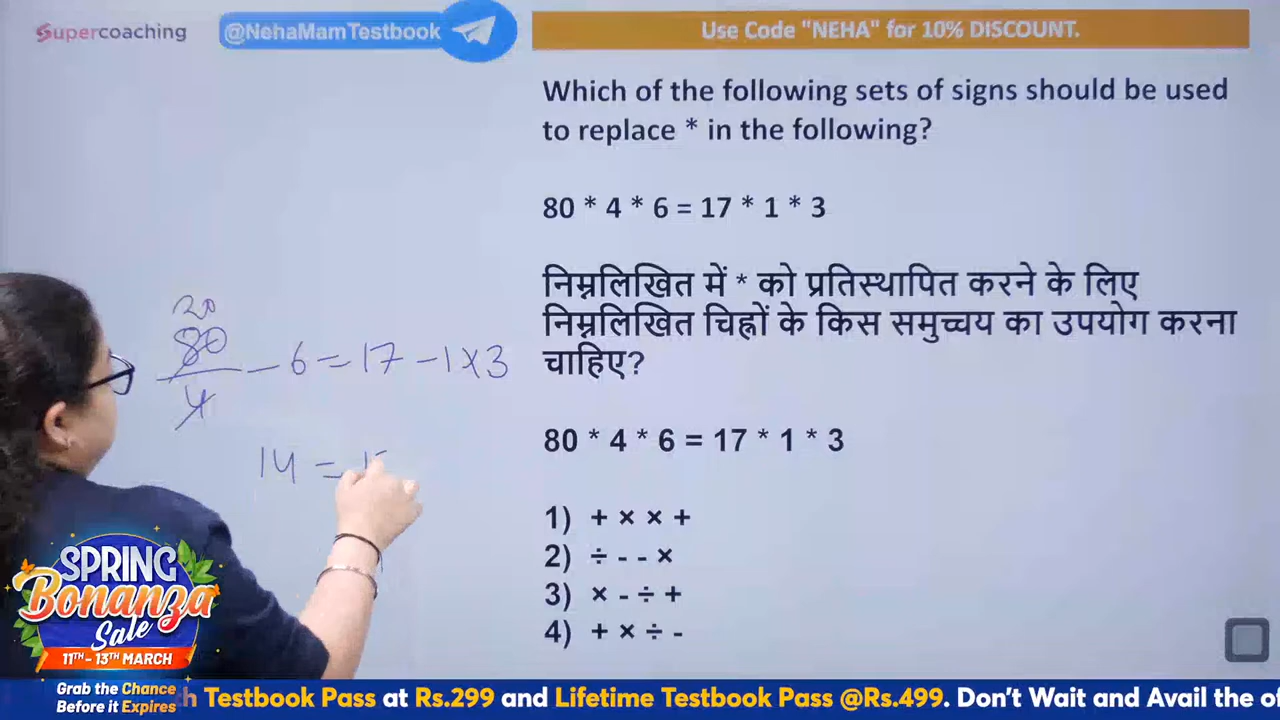 Supercoaching
@NehaMamTestbook
Use Code "NEHA" for 10% DISCOUNT.
Which of the following sets of signs should be used
to replace * in the following?
80 * 4 * 6 = 17 * 1 * 3
निम्नलिखित में * को प्रतिस्थापित करने के लिए
निम्नलिखित चिह्नों के किस समुच्चय का उपयोग करना
चाहिए?
80 * 4 * 6 = 17 * 1 * 3
1) + × × +
2) ÷ - - ×
3) × - ÷ +
4) + × ÷ -
20
80
4
- 6 = 17 - 1 × 3
14 =
SPRING
Bonanza
Sale
11TH - 13TH MARCH
Grab the Chance
Before it Expires
Testbook Pass at Rs.299 and Lifetime Testbook Pass @Rs.499. Don't Wait and Avail the